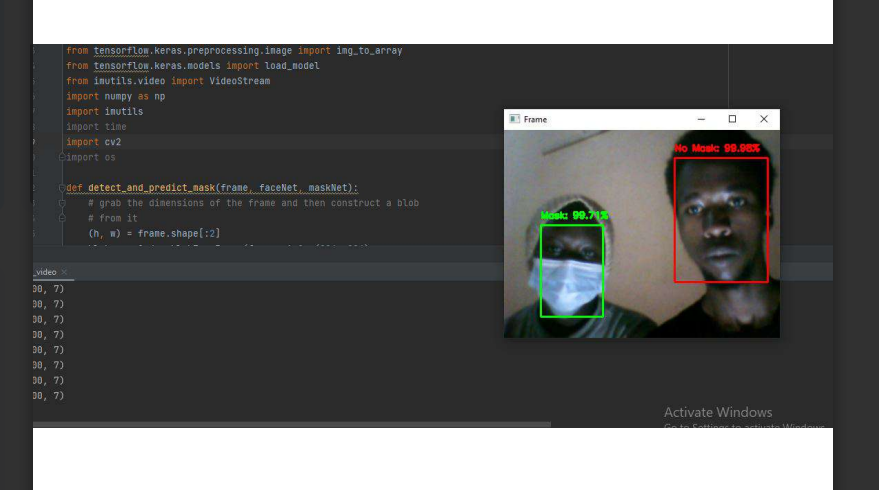 from tensorflow.keras.preprocessing.image import img_to_array
from tensorflow.keras.models import load_model
from imutils.video import VideoStream
import numpy as np
import imutils
import time
import cv2
import os
def detect_and_predict_mask(frame, faceNet, maskNet):
# grab the dimensions of the frame and then construct a blob
# from it
(h, w) = frame.shape[:2]
Frame
No Mask: 99.98%
Mask: 99.71%
_video
00, 7)
00, 7)
00, 7)
00, 7)
00, 7)
00, 7)
00, 7)
00, 7)
Activate Windows
Go to Settings to activate Windows.